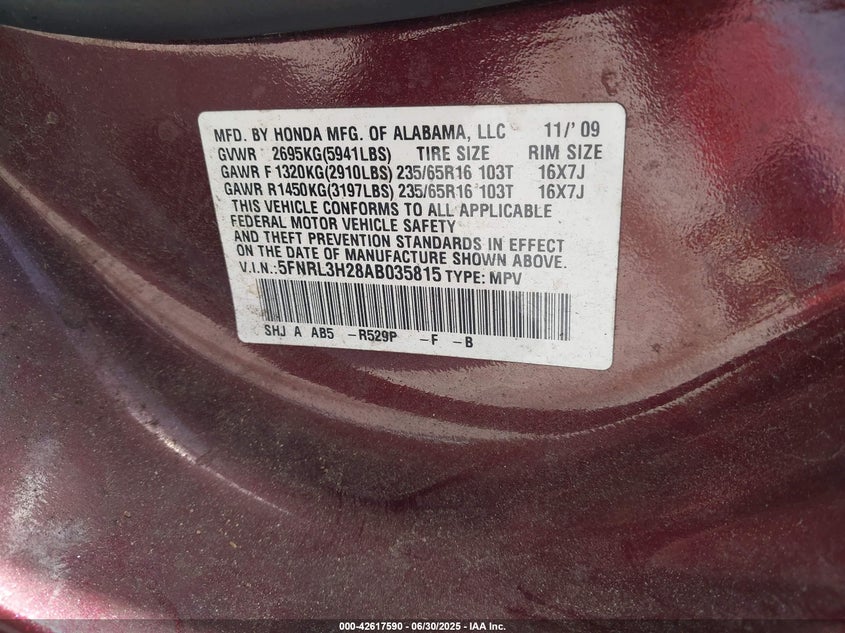 MFD. BY HONDA MFG. OF ALABAMA, LLC 11/' 09
GVWR 2695KG(5941LBS) TIRE SIZE RIM SIZE
GAWR F 1320KG(2910LBS) 235/65R16 103T 16X7J
GAWR R1450KG(3197LBS) 235/65R16 103T 16X7J
THIS VEHICLE CONFORMS TO ALL APPLICABLE
FEDERAL MOTOR VEHICLE SAFETY
AND THEFT PREVENTION STANDARDS IN EFFECT
ON THE DATE OF MANUFACTURE SHOWN ABOVE.
V.I.N.:5FNRL3H28AB035815 TYPE: MPV
SHJ A AB5 -R529P -F -B
000-42617590 - 06/30/2025 - IAA Inc.